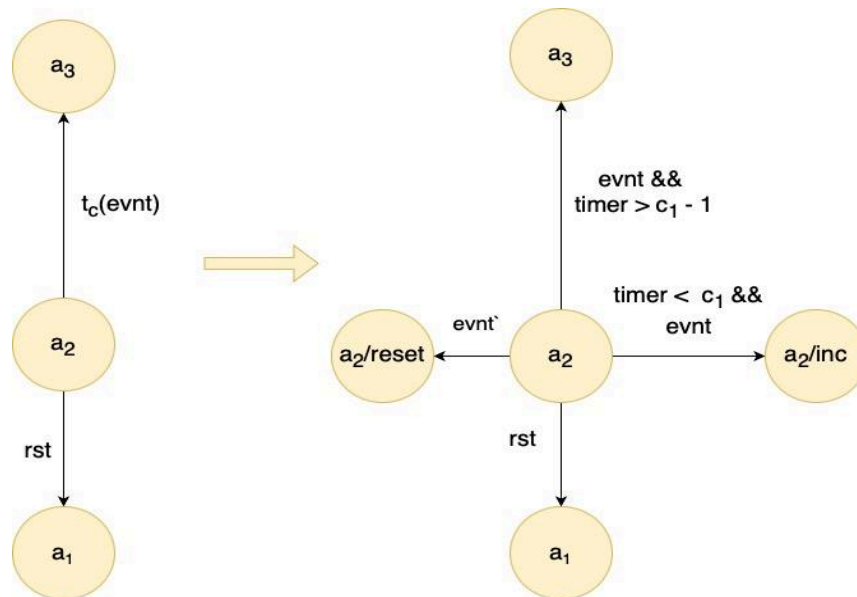 a₃
t_c(evnt)
a₂
rst
a₁
a₃
evnt &&
timer > c₁ - 1
timer < c₁ &&
evnt
evnt`
a₂/reset
a₂
a₂/inc
rst
a₁